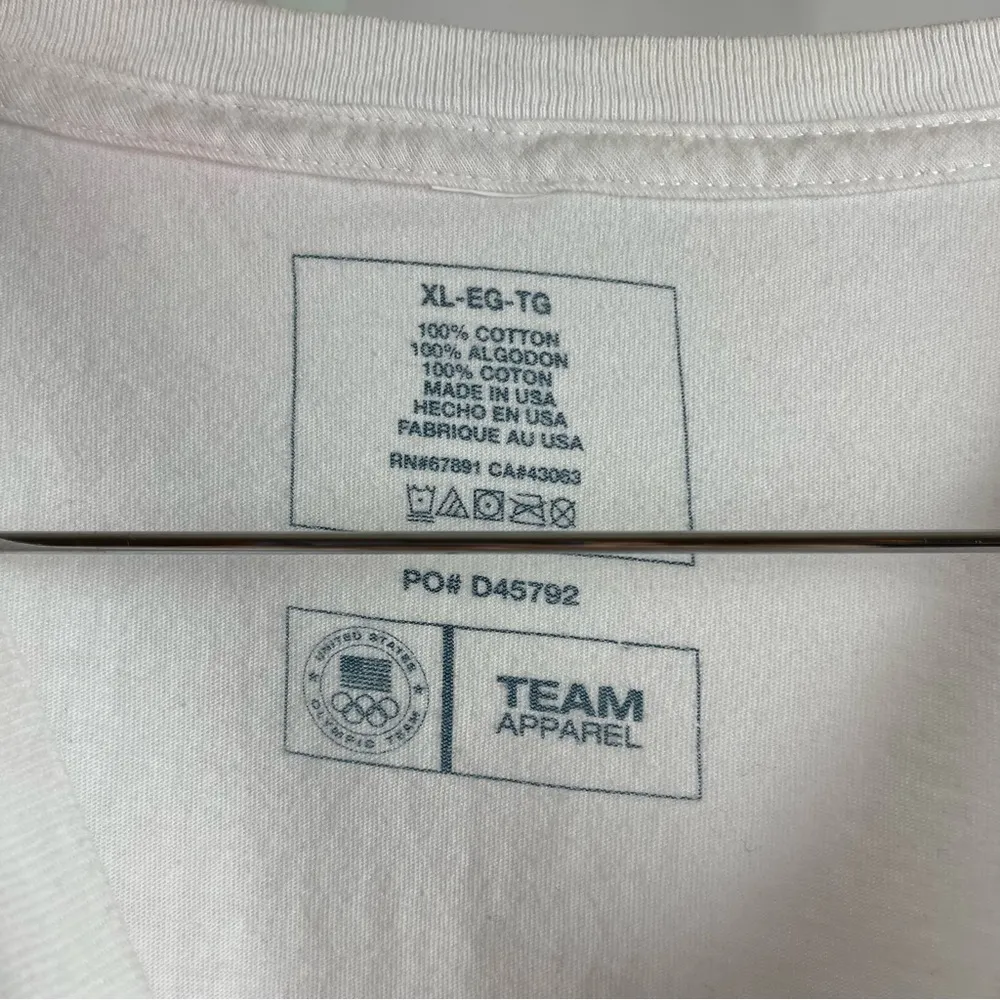 XL-EG-TG
100% COTTON
100% ALGODON
100% COTON
MADE IN USA
HECHO EN USA
FABRIQUE AU USA
RN#67891 CA#43063
PO# D45792
UNITED STATES
OLYMPIC TEAM
TEAM
APPAREL